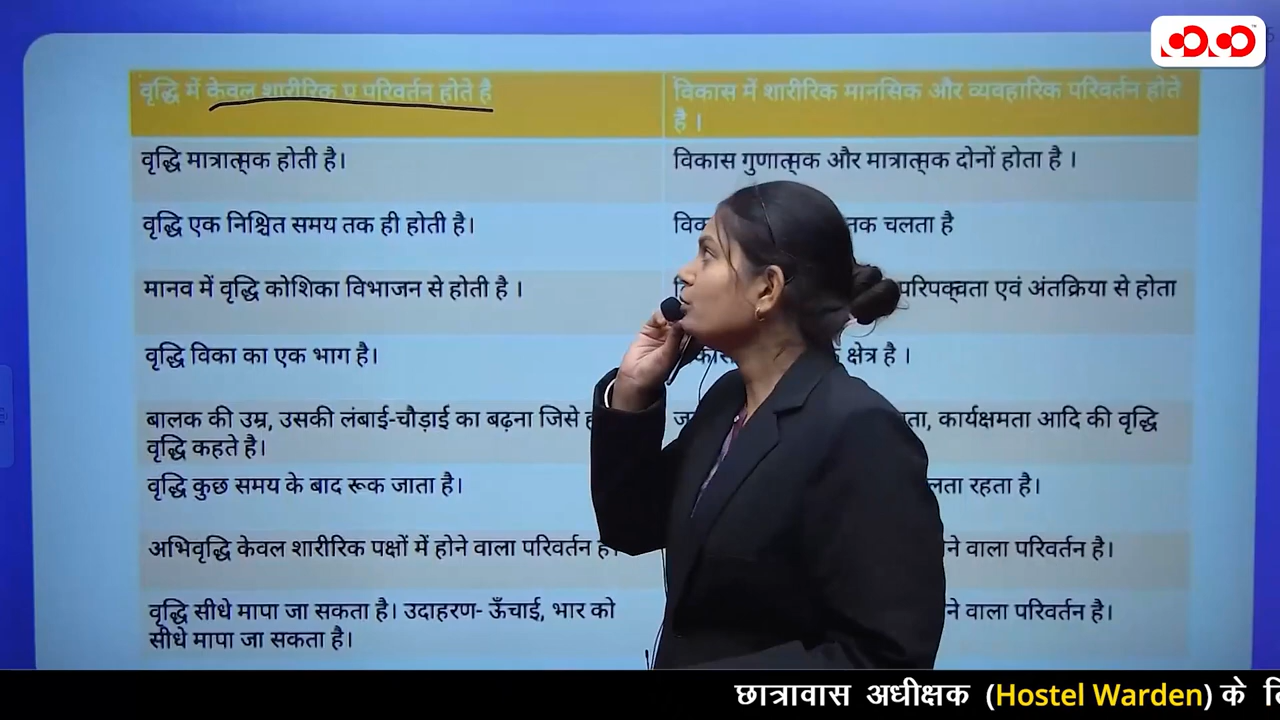 वृद्धि में केवल शारीरिक प परिवर्तन होते है
विकास में शारीरिक मानसिक और व्यवहारिक परिवर्तन होते
है ।
वृद्धि मात्रात्मक होती है।
विकास गुणात्मक और मात्रात्मक दोनों होता है ।
वृद्धि एक निश्चित समय तक ही होती है।
तक चलता है
मानव में वृद्धि कोशिका विभाजन से होती है ।
परिपक्वता एवं अंतक्रिया से होता
वृद्धि विका का एक भाग है।
क्षेत्र है ।
बालक की उम्र, उसकी लंबाई-चौड़ाई का बढ़ना जिसे
वृद्धि कहते है।
कार्यक्षमता आदि की वृद्धि
वृद्धि कुछ समय के बाद रूक जाता है।
रहता है।
अभिवृद्धि केवल शारीरिक पक्षों में होने वाला परिवर्तन है।
वाला परिवर्तन है।
वृद्धि सीधे मापा जा सकता है। उदाहरण- ऊँचाई, भार को
सीधे मापा जा सकता है।
वाला परिवर्तन है।
छात्रावास अधीक्षक (Hostel Warden) के